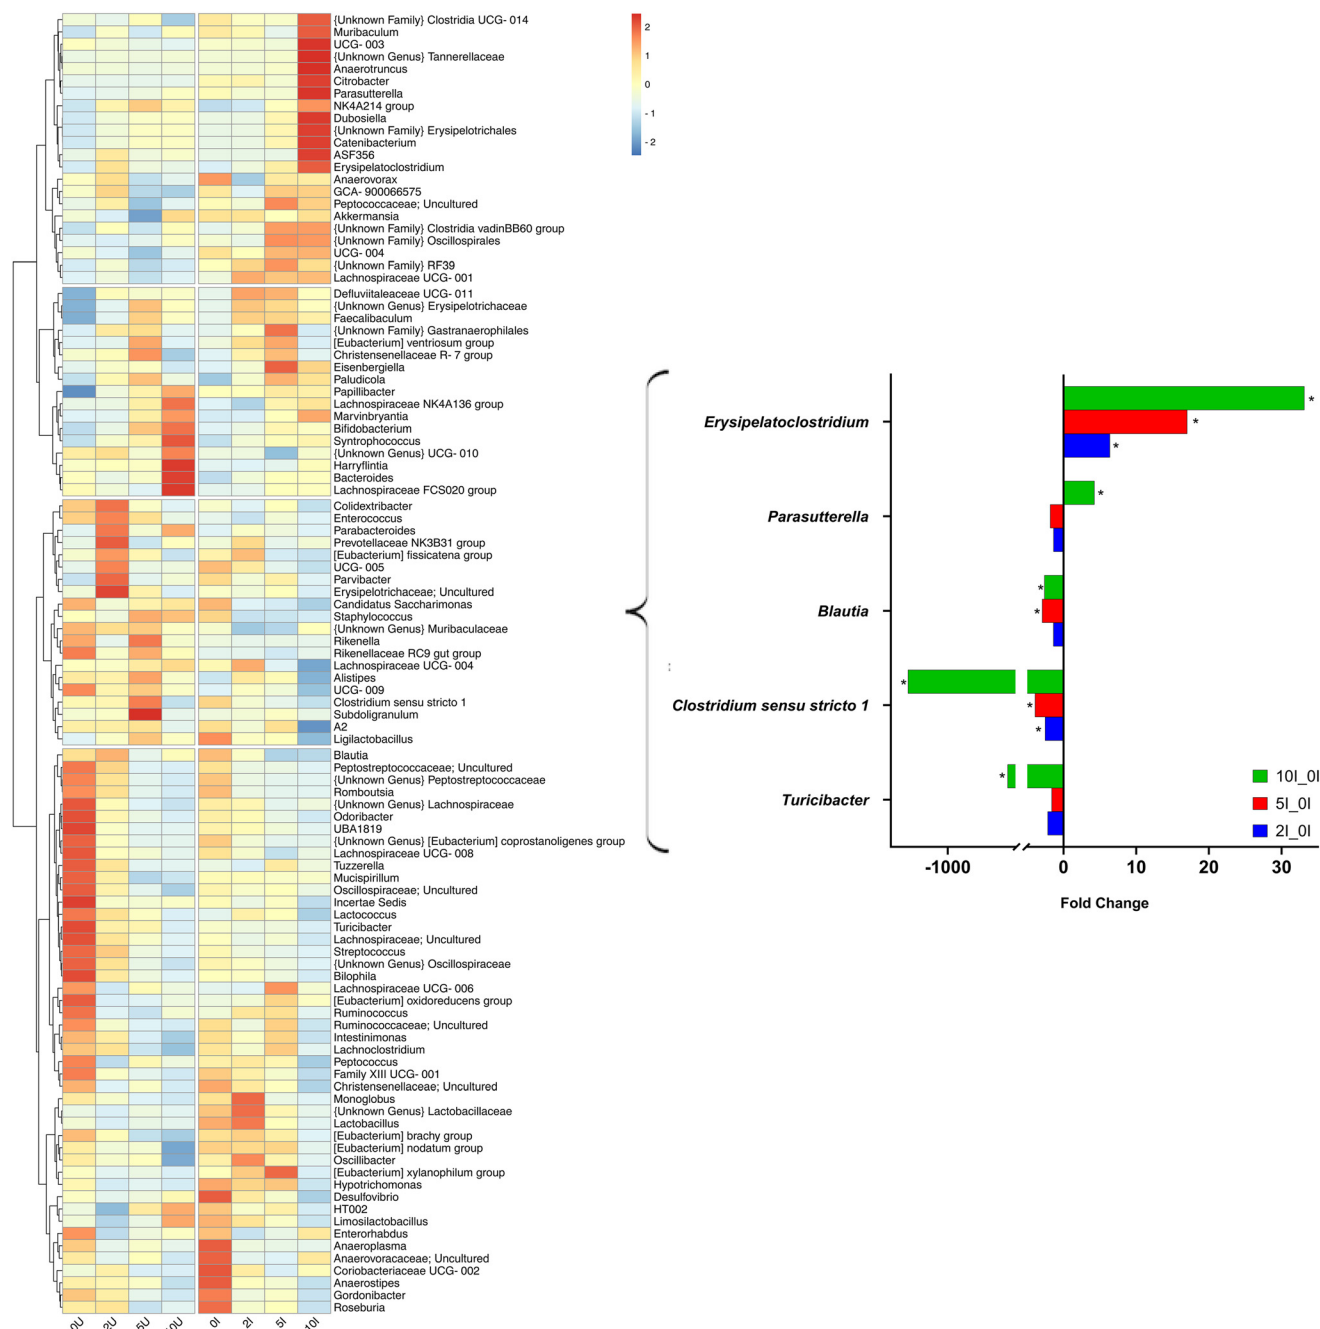 {Unknown Family} Clostridia UCG- 014
Muribaculum
UCG- 003
{Unknown Genus} Tannerellaceae
Anaerotruncus
Citrobacter
Parasutterella
NK4A214 group
Dubosiella
{Unknown Family} Erysipelotrichales
Catenibacterium
ASF356
Erysipelatoclostridium
Anaerovorax
GCA- 900066575
Peptococcaceae; Uncultured
Akkermansia
{Unknown Family} Clostridia vadinBB60 group
{Unknown Family} Oscillospirales
UCG- 004
{Unknown Family} RF39
Lachnospiraceae UCG- 001
Defluviitaleaceae UCG- 011
{Unknown Genus} Erysipelotrichaceae
Faecalibaculum
{Unknown Family} Gastranaerophilales
[Eubacterium] ventriosum group
Christensenellaceae R- 7 group
Eisenbergiella
Paludicola
Papillibacter
Lachnospiraceae NK4A136 group
Marvinbryantia
Bifidobacterium
Syntrophococcus
{Unknown Genus} UCG- 010
Harryflintia
Bacteroides
Lachnospiraceae FCS020 group
Colidextribacter
Enterococcus
Parabacteroides
Prevotellaceae NK3B31 group
[Eubacterium] fissicatena group
UCG- 005
Parvibacter
Erysipelotrichaceae; Uncultured
Candidatus Saccharimonas
Staphylococcus
{Unknown Genus} Muribaculaceae
Rikenella
Rikenellaceae RC9 gut group
Lachnospiraceae UCG- 004
Alistipes
UCG- 009
Clostridium sensu stricto 1
Subdoligranulum
A2
Ligilactobacillus
Blautia
Peptostreptococcaceae; Uncultured
{Unknown Genus} Peptostreptococcaceae
Romboutsia
{Unknown Genus} Lachnospiraceae
Odoribacter
UBA1819
{Unknown Genus} [Eubacterium] coprostanoligenes group
Lachnospiraceae UCG- 008
Tuzzerella
Mucispirillum
Oscillospiraceae; Uncultured
Incertae Sedis
Lactococcus
Turicibacter
Lachnospiraceae; Uncultured
Streptococcus
{Unknown Genus} Oscillospiraceae
Bilophila
Lachnospiraceae UCG- 006
[Eubacterium] oxidoreducens group
Ruminococcus
Ruminococcaceae; Uncultured
Intestinimonas
Lachnoclostridium
Peptococcus
Family XIII UCG- 001
Christensenellaceae; Uncultured
Monoglobus
{Unknown Genus} Lactobacillaceae
Lactobacillus
[Eubacterium] brachy group
[Eubacterium] nodatum group
Oscillibacter
[Eubacterium] xylanophilum group
Hypotrichomonas
Desulfovibrio
HT002
Limosilactobacillus
Enterorhabdus
Anaeroplasma
Anaerovoracaceae; Uncultured
Coriobacteriaceae UCG- 002
Anaerostipes
Gordonibacter
Roseburia
0U 2U 5U 10U 0I 2I 5I 10I
2
1
0
- 1
- 2
Erysipelatoclostridium
* * *
Parasutterella
*
Blautia
* *
Clostridium sensu stricto 1
* * *
Turicibacter
*
10I_0I
5I_0I
2I_0I
-1000 0 10 20 30
Fold Change